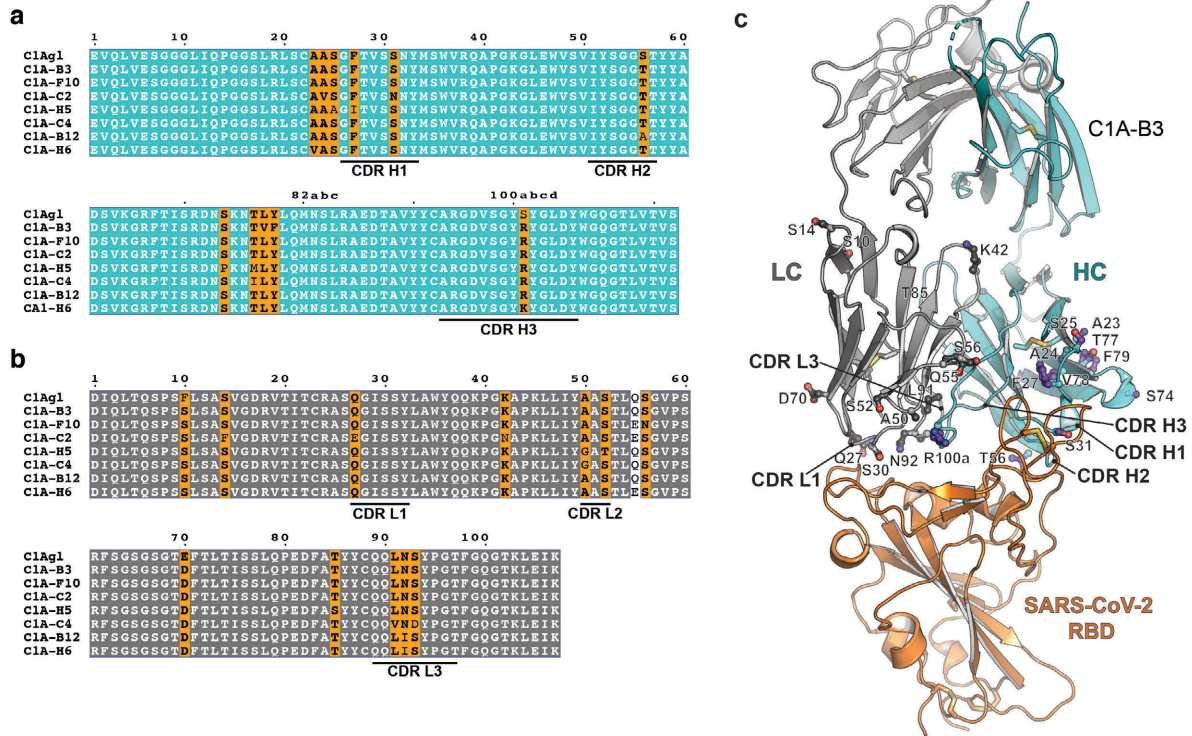 a
1 10 20 30 40 50 60
C1Ag1 EVQLVESGGGLIQPGGSLRLSCAASGFTVSSNYMSWVRQAPGKGLEWVSVIYSGGSTYYA
C1A-B3 EVQLVESGGGLIQPGGSLRLSCAASGFTVSSNYMSWVRQAPGKGLEWVSVIYSGGTTYYA
C1A-F10 EVQLVESGGGLIQPGGSLRLSCAASGFTVSSNYMSWVRQAPGKGLEWVSVIYSGGTTYYA
C1A-C2 EVQLVESGGGLIQPGGSLRLSCAVSGFTVSNNYMSWVRQAPGKGLEWVSVIYSGGTTYYA
C1A-H5 EVQLVESGGGLIQPGGSLRLSCAAAGITVSSNYMSWVRQAPGKGLEWVSVIYSGGTTYYA
C1A-C4 EVQLVESGGGLIQPGGSLRLSCAASGFTVSSNYMSWVRQAPGKGLEWVSVIYSGGTTYYA
C1A-B12 EVQLVESGGGLIQPGGSLRLSCAASGFTVSSNYMSWVRQAPGKGLEWVSVIYSGGATYYA
C1A-H6 EVQLVESGGGLIQPGGSLRLSCVASGFTVSSNYMSWVRQAPGKGLEWVSVIYSGGTTYYA
CDR H1 CDR H2
82abc 100abcd
C1Ag1 DSVKGRFTISRDNSKNTLYLQMNSLRAEDTAVYYCARGDVSGYSYGLDYWGQGTLVTVS
C1A-B3 DSVKGRFTISRDNSKNTVFLQMNSLRAEDTAVYYCARGDVSGYRYGLDYWGQGTLVTVS
C1A-F10 DSVKGRFTISRDNSKNTLYLQMNSLRAEDTAVYYCARGDVSGYRYGLDYWGQGTLVTVS
C1A-C2 DSVKGRFTISRDNSKNTLYLQMNSLRAEDTAVYYCARGDVSGYRYGLDYWGQGTLVTVS
C1A-H5 DSVKGRFTISRDNPKNMLYLQMNSLRAEDTAVYYCARGDVSGYRYGLDYWGQGTLVTVS
C1A-C4 DSVKGRFTISRDNSKNILYLQMNSLRAEDTAVYYCARGDVSGYRYGLDYWGQGTLVTVS
C1A-B12 DSVKGRFTISRDNSKNTLYLQMNSLRAEDTAVYYCARGDVSGYRYGLDYWGQGTLVTVS
CA1-H6 DSVKGRFTISRDNSKNTLYLQMNSLRAEDTAVYYCARGDVSGYKYGLDYWGQGTLVTVS
CDR H3
b
1 10 20 30 40 50 60
C1Ag1 DIQLTQSPSFLSASVGDRVTITCRASQGISSYLAWYQQKPGKAPKLLIYAASTLQSGVPS
C1A-B3 DIQLTQSPSSLSASVGDRVTITCRASQGISSYLAWYQQKPGKAPKLLIYAASTLQSGVPS
C1A-F10 DIQLTQSPSSLSASVGDRVTITCRASQGISSYLAWYQQKPGKAPKLLIYAASTLENGVPS
C1A-C2 DIQLTQSPSSLSAFVGDRVTITCRASEGISSYLAWYQQKPGNAPKLLIYAASTLQSGVPS
C1A-H5 DIQLTQSPSSLSASVGDRVTITCRASQGISSYLAWYQQKPGKAPKLLIYGATTLQSGVPS
C1A-C4 DIQLTQSPSSLSASVGDRVTITCRASQGISSYLAWYQQKPGKAPKLLIYGASTLQSGVPS
C1A-B12 DIQLTQSPSSLSASVGDRVTITCRASQGISSYLAWYQQKPGKAPKLLIYAASTLQSGVPS
C1A-H6 DIQLTQSPSSLSASVGDRVTITCRASQGISSYLAWYQQKPGKAPKLLIYAASTLESGVPS
CDR L1 CDR L2
70 80 90 100
C1Ag1 RFSGSGSGTEFTLTISSLQPEDFATYYCQQLNSYPGTFGQGTKLEIK
C1A-B3 RFSGSGSGTDFTLTISSLQPEDFATYYCQQLNSYPGTFGQGTKLEIK
C1A-F10 RFSGSGSGTDFTLTISSLQPEDFATYYCQQLNSYPGTFGQGTKLEIK
C1A-C2 RFSGSGSGTDFTLTISSLQPEDFATYYCQQLNSYPGTFGQGTKLEIK
C1A-H5 RFSGSGSGTDFTLTISSLQPEDFASYYCQQLNSYPGTFGQGTKLEIK
C1A-C4 RFSGSGSGTDFTLTISSLQPEDFATYYCQQVNDYPGTFGQGTKLEIK
C1A-B12 RFSGSGSGTDFTLTISSLQPEDFATYYCQQLISYPGTFGQGTKLEIK
C1A-H6 RFSGSGSGTDFTLTISSLQPEDFATYYCQQLISYPGTFGQGTKLEIK
CDR L3
c
C1A-B3
S14
S10
K42
LC
HC
T85
S25
A23
T77
S56
A24
F79
CDR L3
Q55
F27
V78
L91
S74
D70
S52
A50
CDR H3
CDR H1
S31
Q27
N92
R100a
T56
CDR L1
S30
CDR H2
SARS-CoV-2
RBD